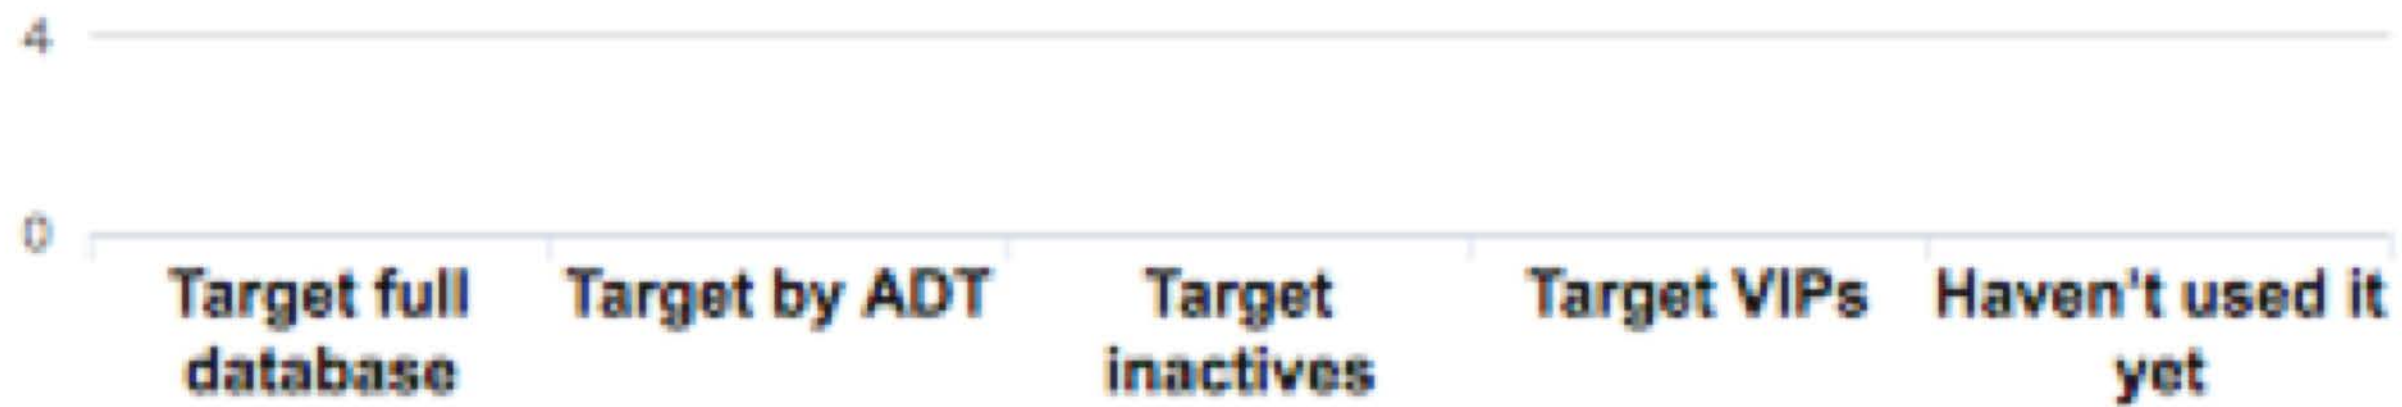 4
0
Target full Target by ADT Target Target VIPs Haven't used it
database inactives yet